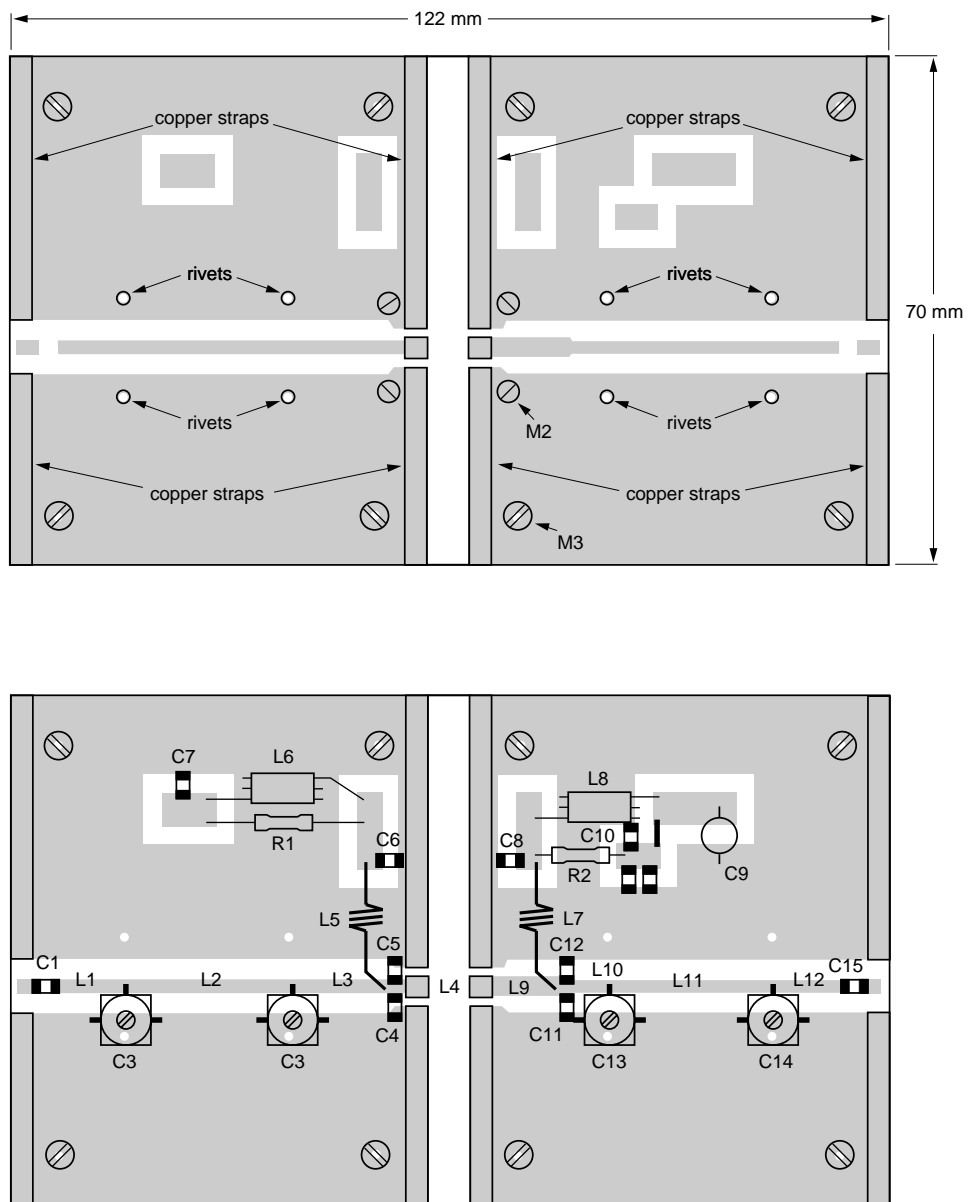 122 mm
copper straps
copper straps
rivets
rivets
70 mm
rivets
rivets
M2
copper straps
copper straps
M3
C7
L6
L8
R1
C6
C8
C10
R2
C9
L5
L7
C5
C12
C1
L1
L2
L3
L4
L9
L10
L11
L12
C15
C4
C11
C3
C3
C13
C14